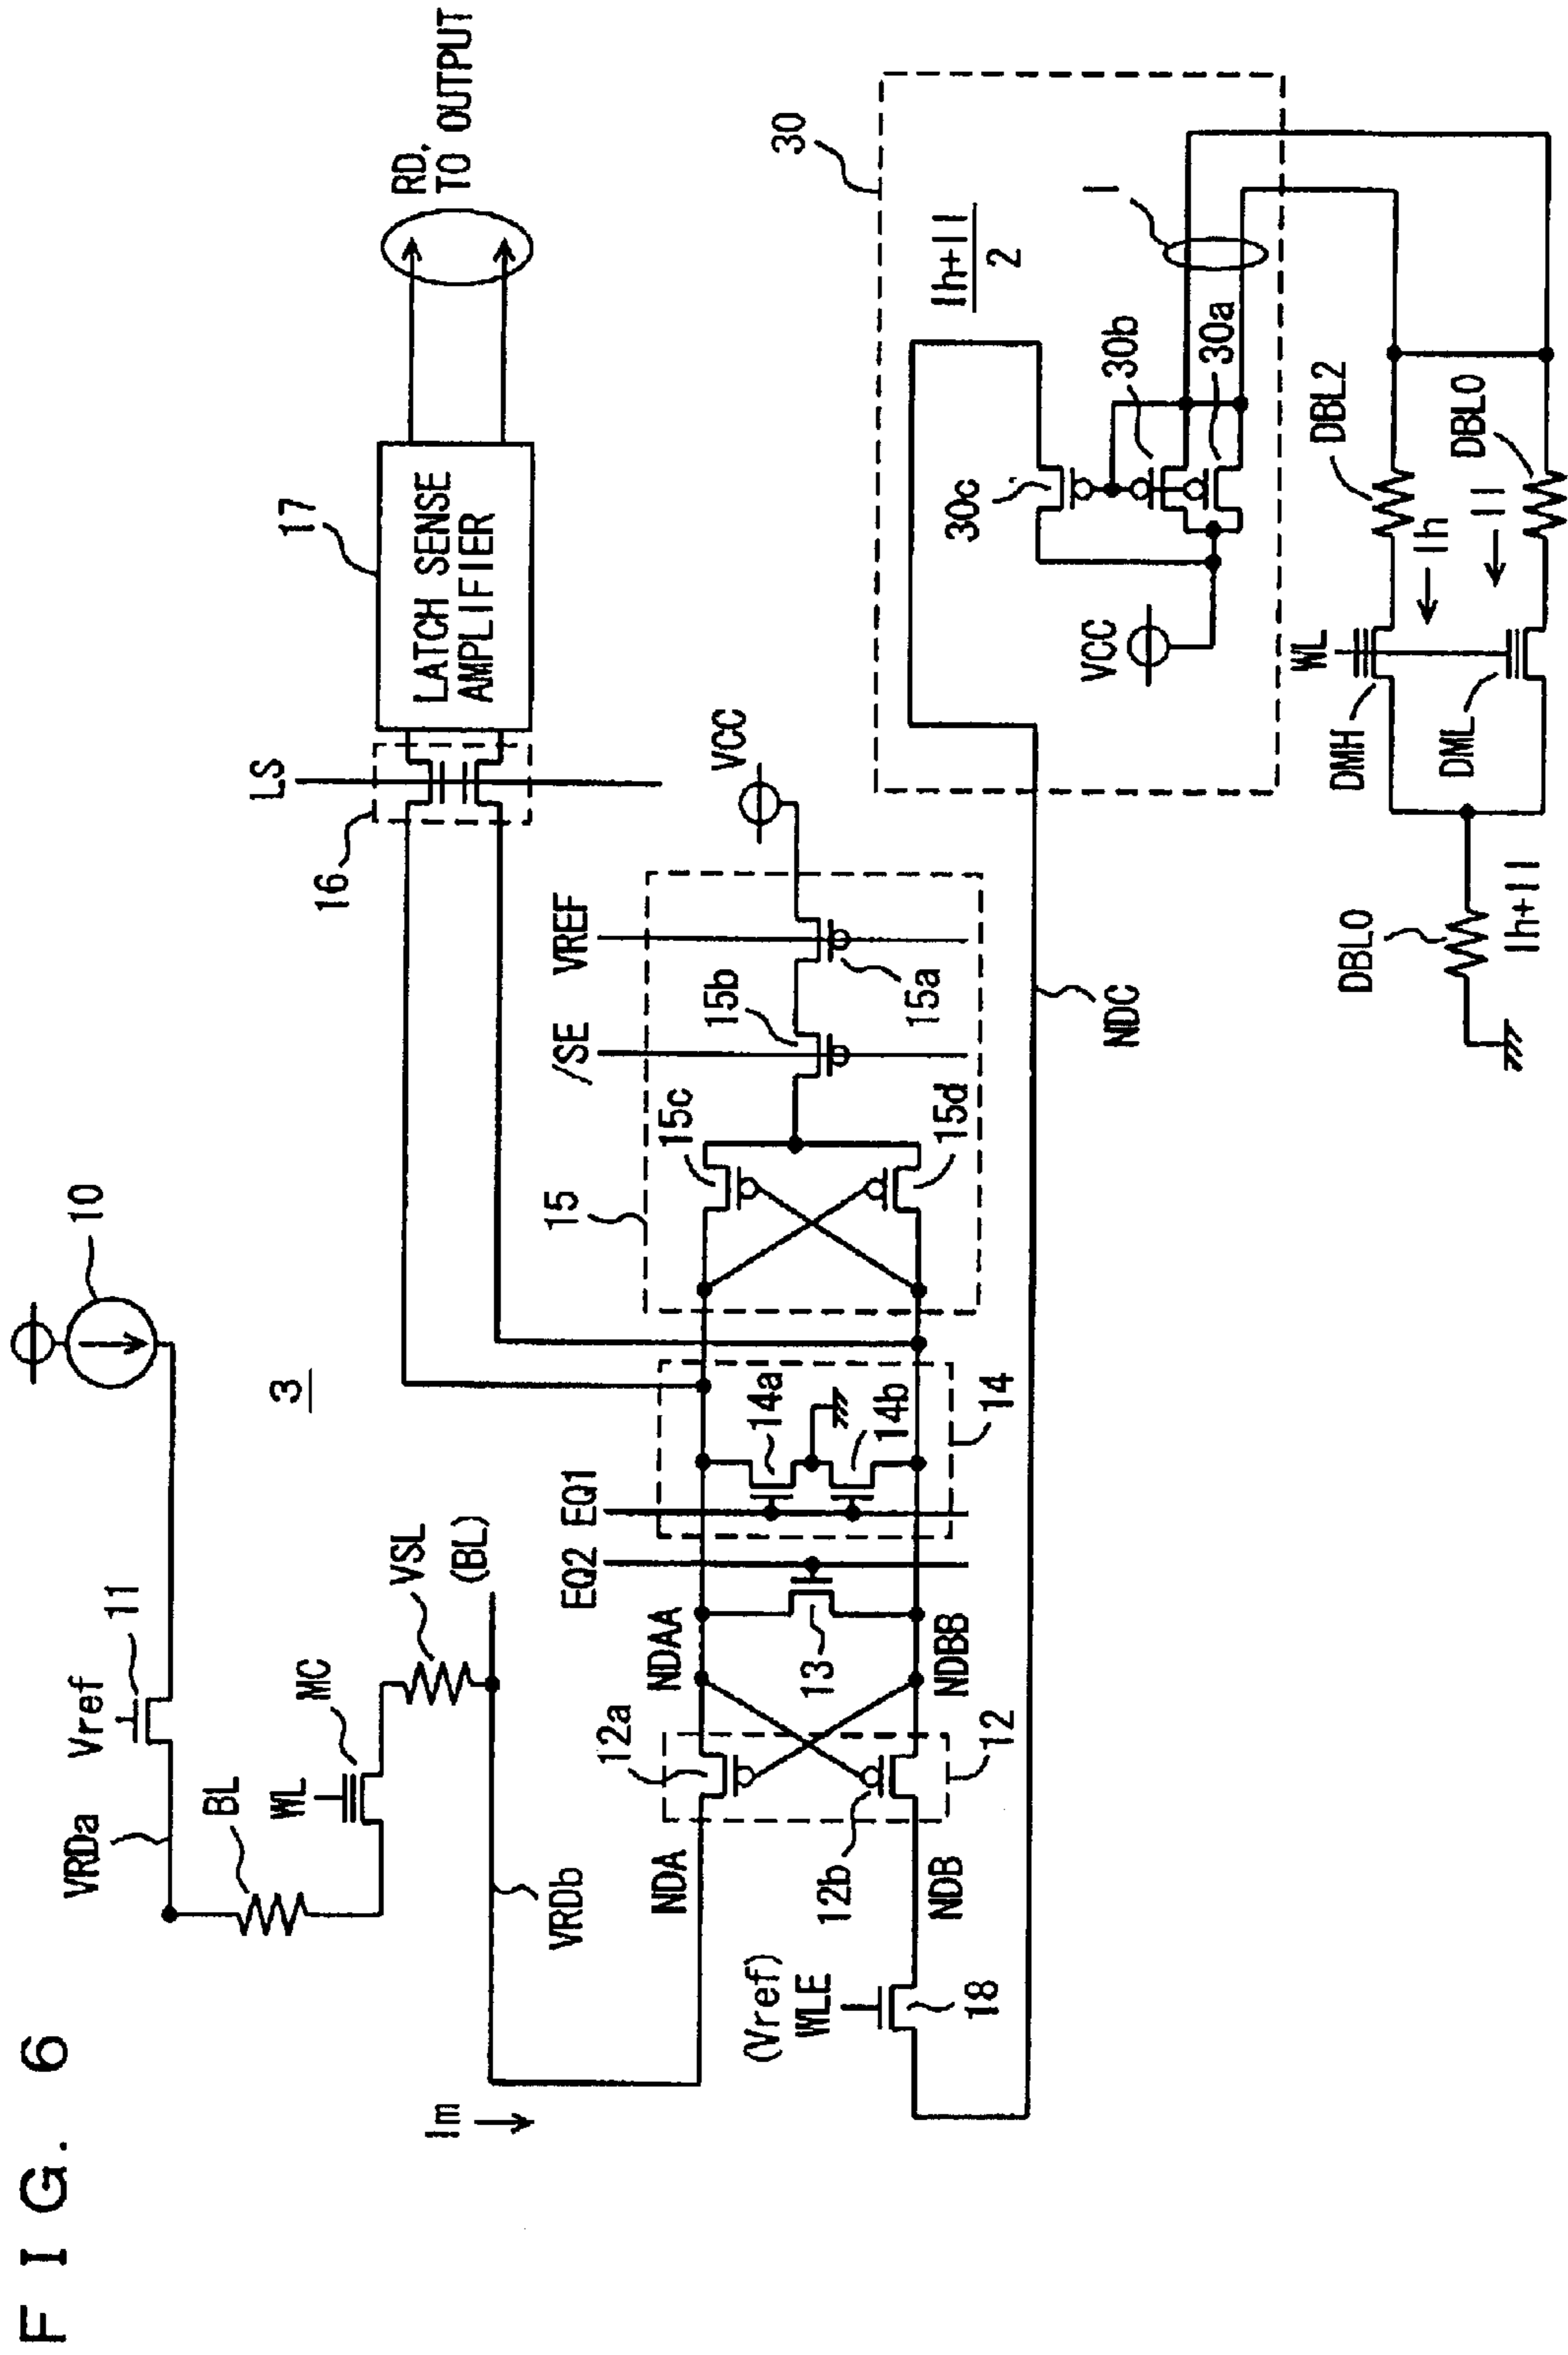 FIG. 6
10
Vref
11
VRDa
BL
WL
MC
VSL
(BL)
3
Im
VRDb
LS
16
17
LATCH SENSE
AMPLIFIER
RD,
TO OUTPUT
NDA
12a
NDAA
EQ2
EQ1
14a
14b
14
13
15
15c
/SE
15b
VREF
15a
VCC
15d
12b
12
NDB
NDBB
(Vref)
WLE
18
NDC
30
Ih+Il
2
I
30c
30b
30a
VCC
WL
DMH
DML
Ih
Il
DBL2
DBL0
DBL0
Ih+Il